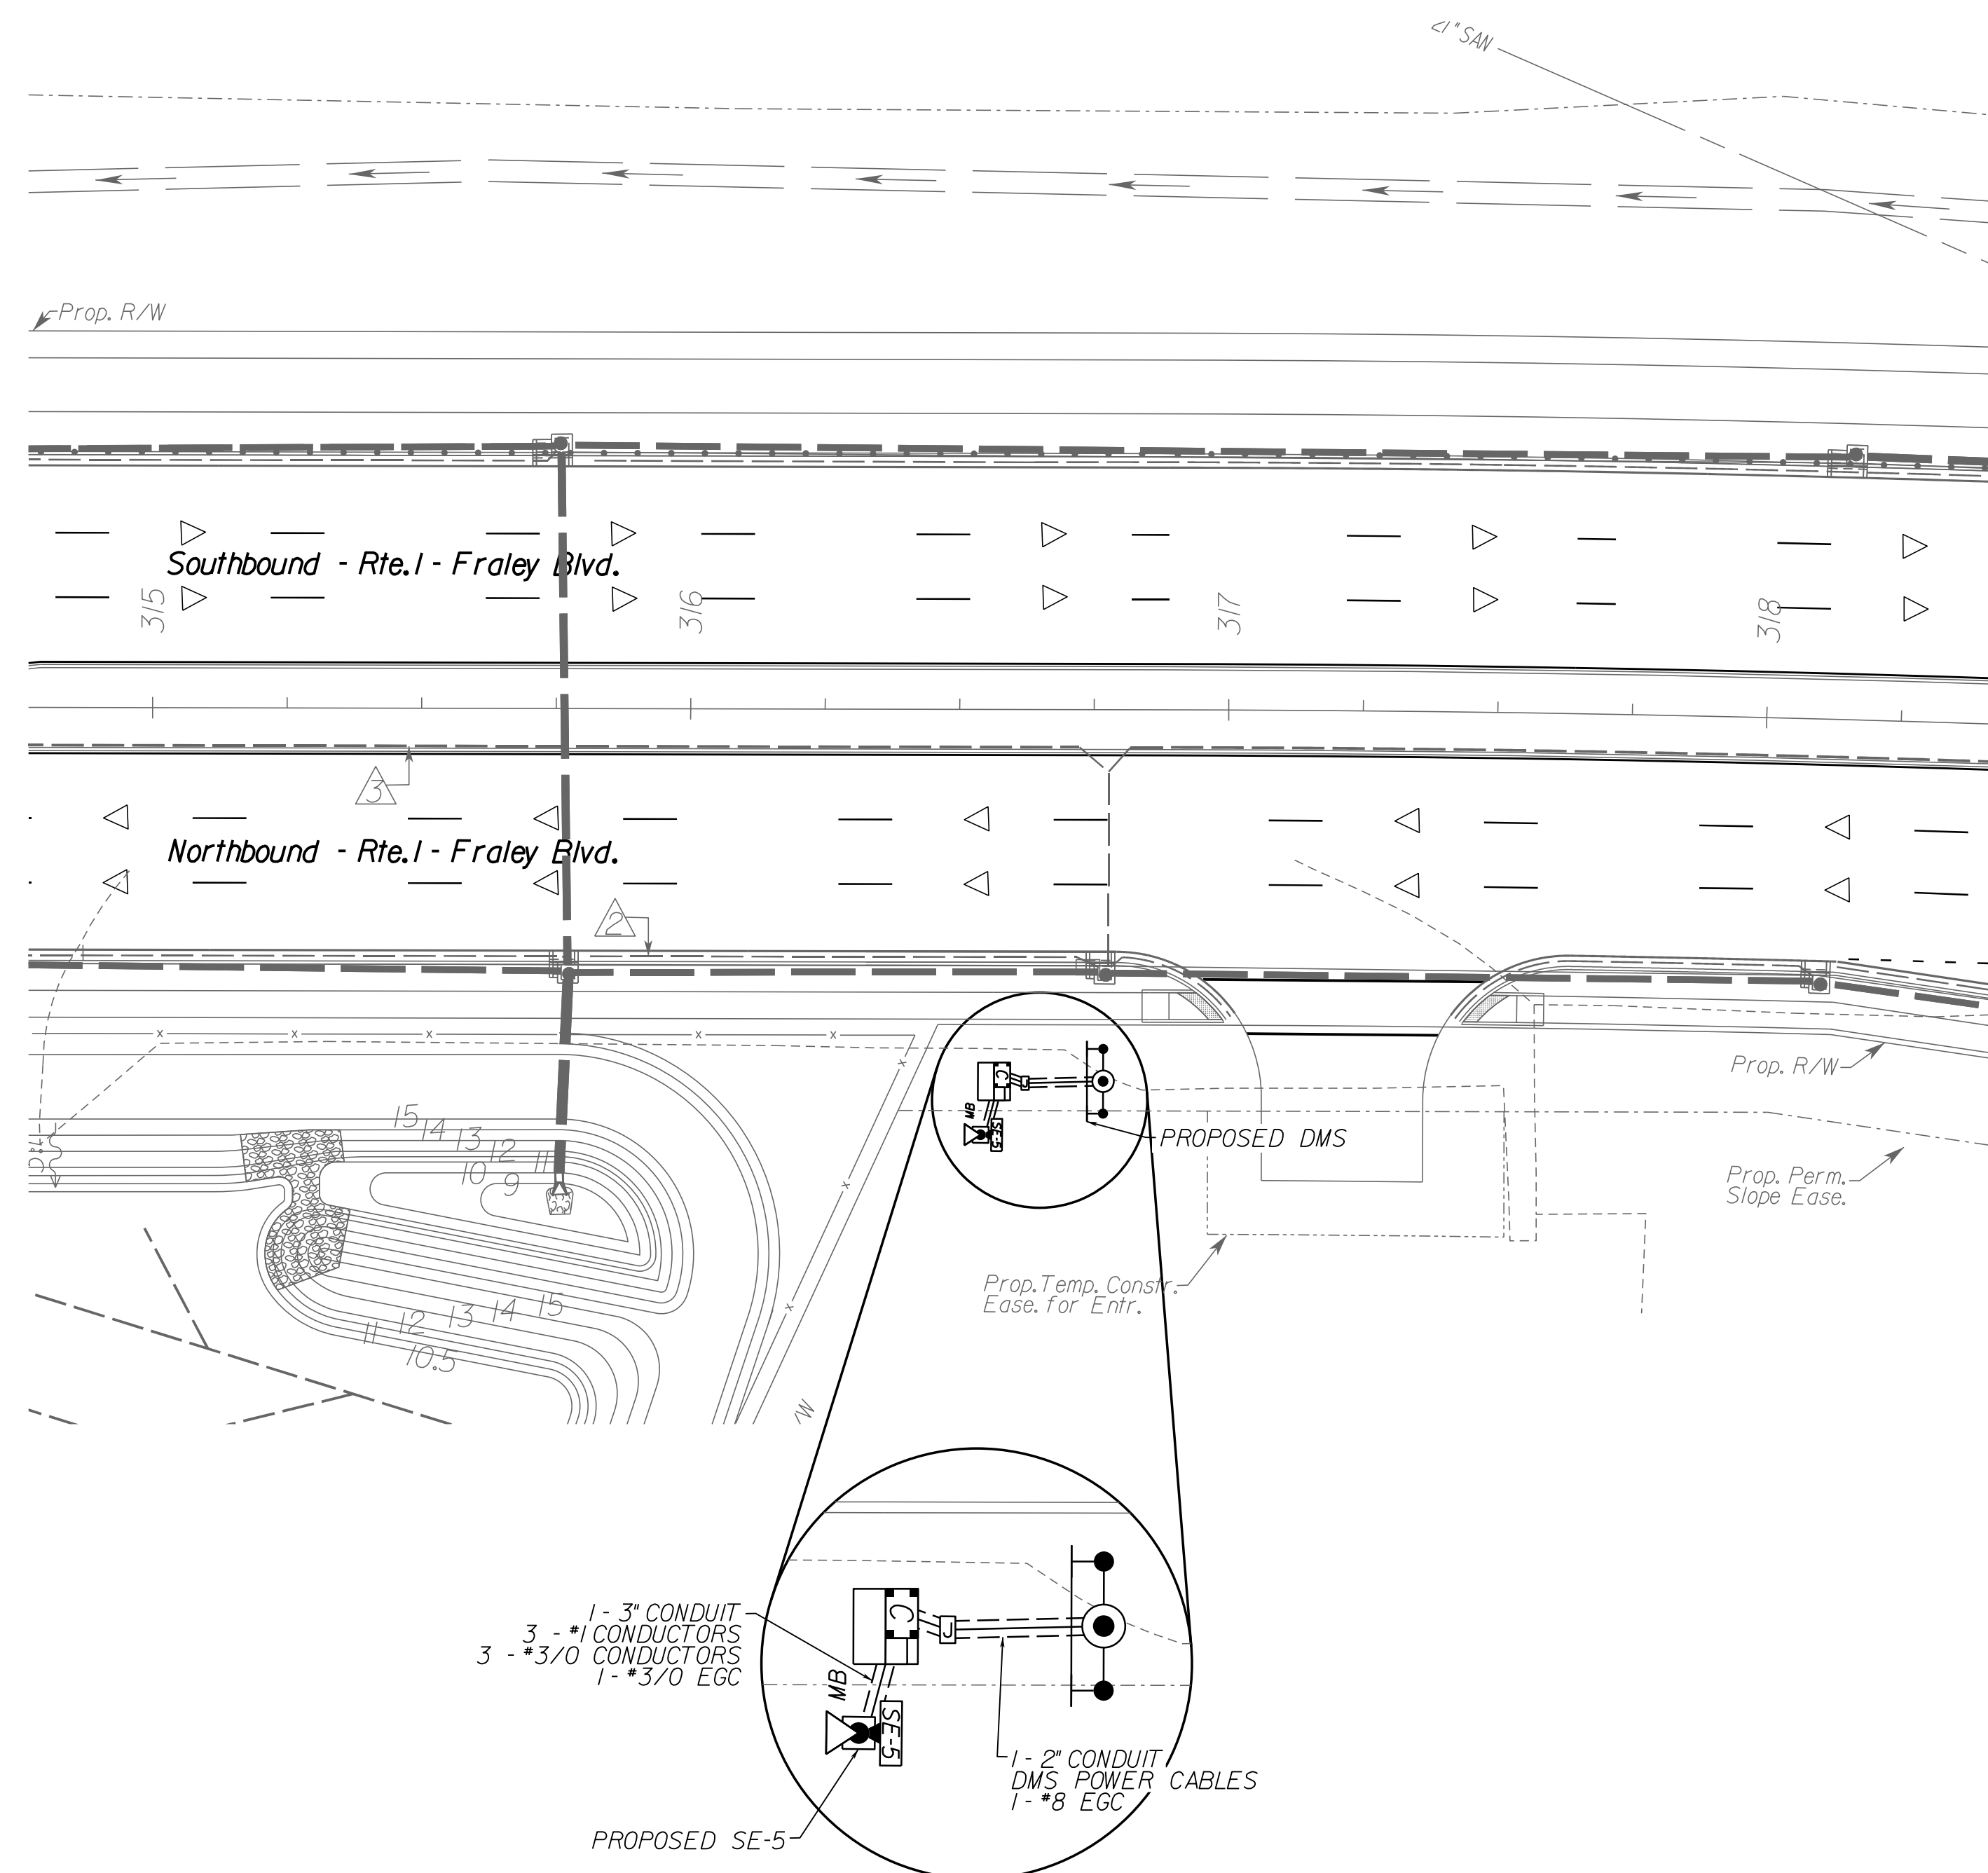 21" SAN
Prop. R/W
Southbound - Rte. 1 - Fraley Blvd.
315
316
317
318
3
Northbound - Rte. 1 - Fraley Blvd.
2
x x x x x
x
x
x
Prop. R/W
C
J
MB
SE-5
PROPOSED DMS
15
14
13
12
11
10
9
Prop. Perm.
Slope Ease.
Prop. Temp. Constr.
Ease. for Entr.
11
12
13
14
15
10.5
/W
1 - 3" CONDUIT
3 - #1 CONDUCTORS
3 - #3/0 CONDUCTORS
1 - #3/0 EGC
C
J
MB
SE-5
1 - 2" CONDUIT
DMS POWER CABLES
1 - #8 EGC
PROPOSED SE-5